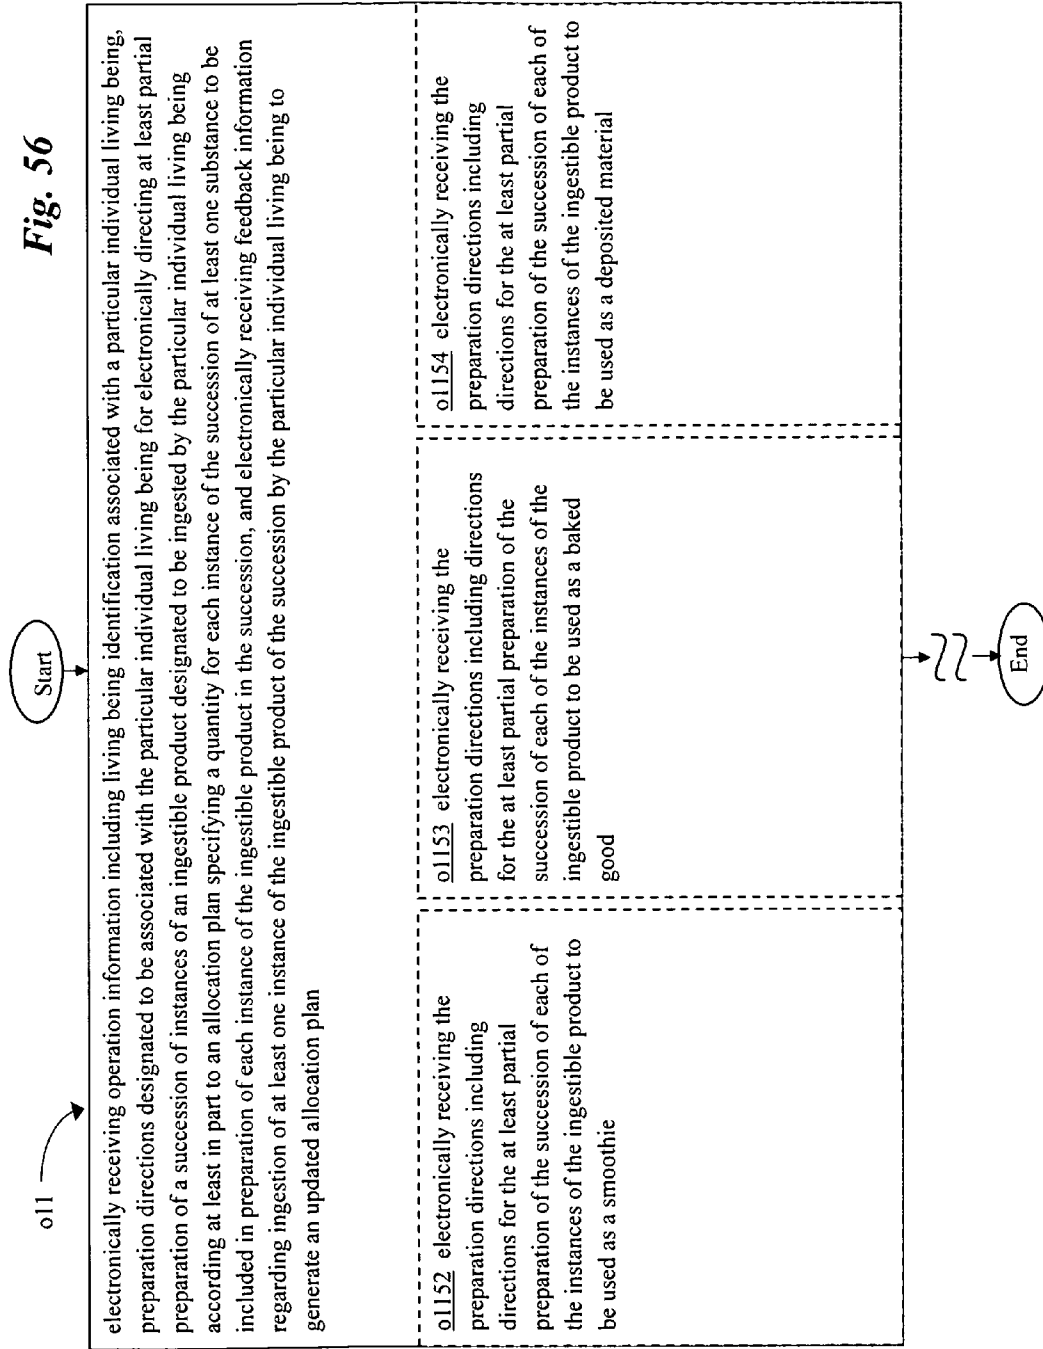 Fig. 56
Start
o11
electronically receiving operation information including living being identification associated with a particular individual living being,
preparation directions designated to be associated with the particular individual living being for electronically directing at least partial
preparation of a succession of instances of an ingestible product designated to be ingested by the particular individual living being
according at least in part to an allocation plan specifying a quantity for each instance of the succession of at least one substance to be
included in preparation of each instance of the ingestible product in the succession, and electronically receiving feedback information
regarding ingestion of at least one instance of the ingestible product of the succession by the particular individual living being to
generate an updated allocation plan
o1152 electronically receiving the
preparation directions including
directions for the at least partial
preparation of the succession of each of
the instances of the ingestible product to
be used as a smoothie
o1153 electronically receiving the
preparation directions including directions
for the at least partial preparation of the
succession of each of the instances of the
ingestible product to be used as a baked
good
o1154 electronically receiving the
preparation directions including
directions for the at least partial
preparation of the succession of each of
the instances of the ingestible product to
be used as a deposited material
End